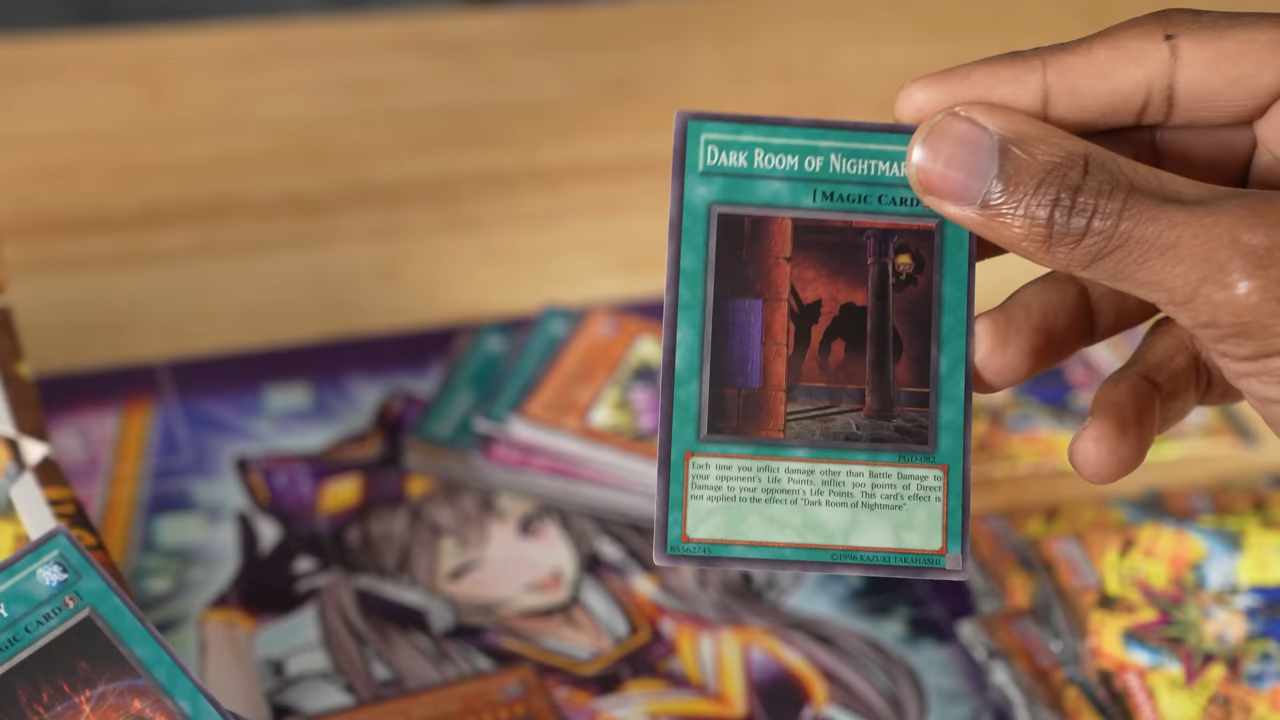 DARK ROOM OF NIGHTMAR
[MAGIC CARD
PGD-082
Each time you inflict damage other than Battle Damage to
your opponent's Life Points, inflict 300 points of Direct
Damage to your opponent's Life Points. This card's effect is
not applied to the effect of "Dark Room of Nightmare".
85562745
©1996 KAZUKI TAKAHASHI
Y
GIC CARD